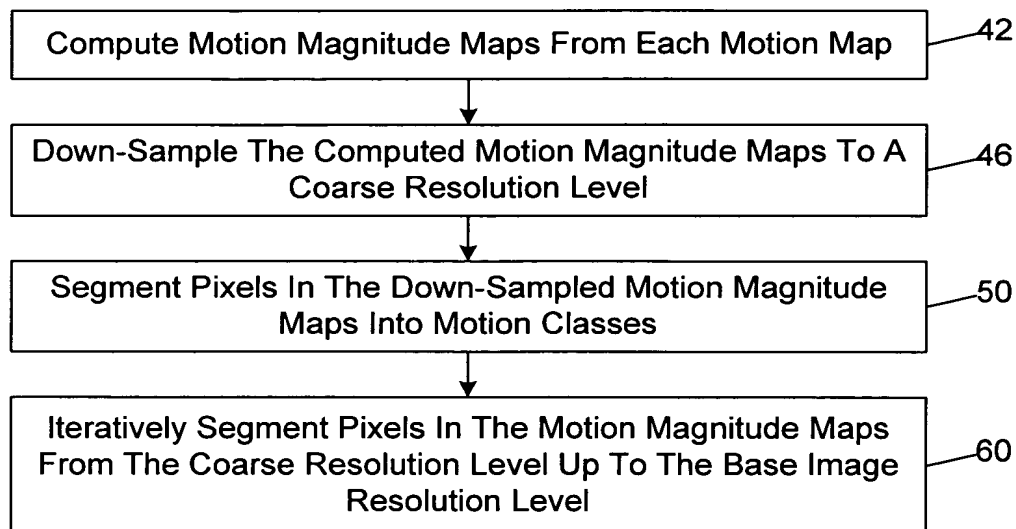 Compute Motion Magnitude Maps From Each Motion Map
42
Down-Sample The Computed Motion Magnitude Maps To A
Coarse Resolution Level
46
Segment Pixels In The Down-Sampled Motion Magnitude
Maps Into Motion Classes
50
Iteratively Segment Pixels In The Motion Magnitude Maps
From The Coarse Resolution Level Up To The Base Image
Resolution Level
60